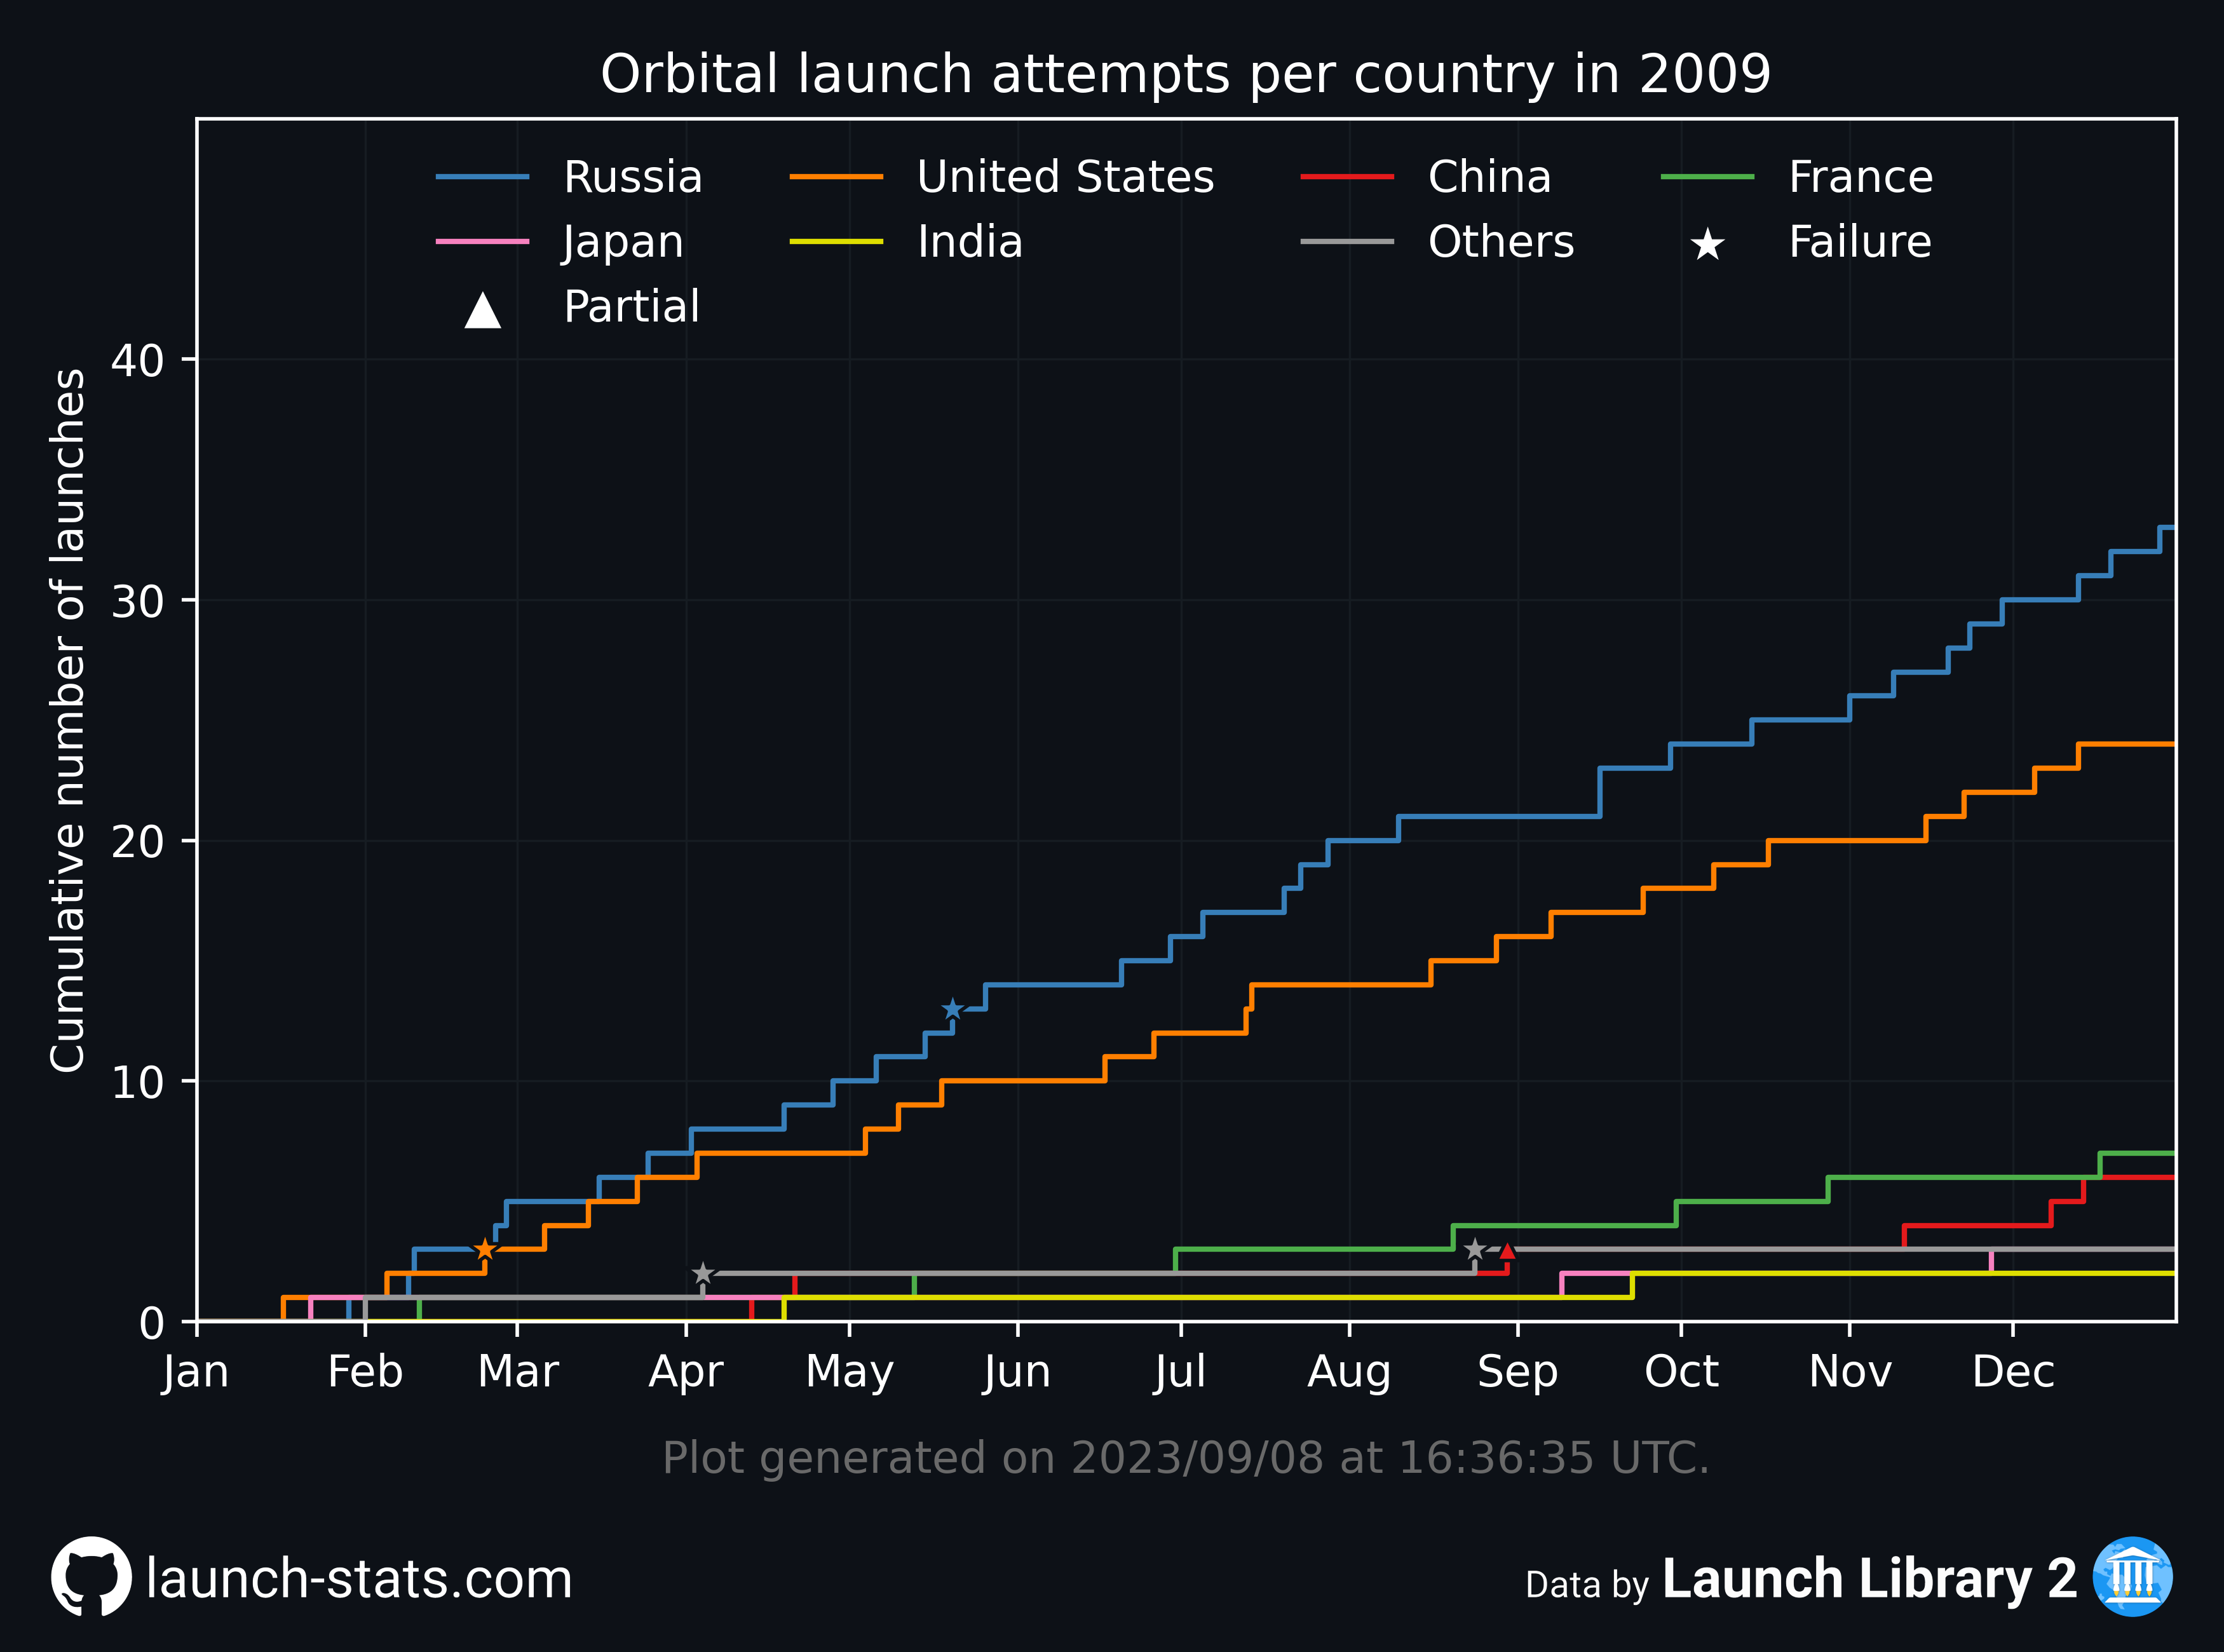 Orbital launch attempts per country in 2009
Russia United States China France
Japan India Others Failure
Partial
Cumulative number of launches
40
30
20
10
0
Jan Feb Mar Apr May Jun Jul Aug Sep Oct Nov Dec
Plot generated on 2023/09/08 at 16:36:35 UTC.
launch-stats.com
Data by Launch Library 2